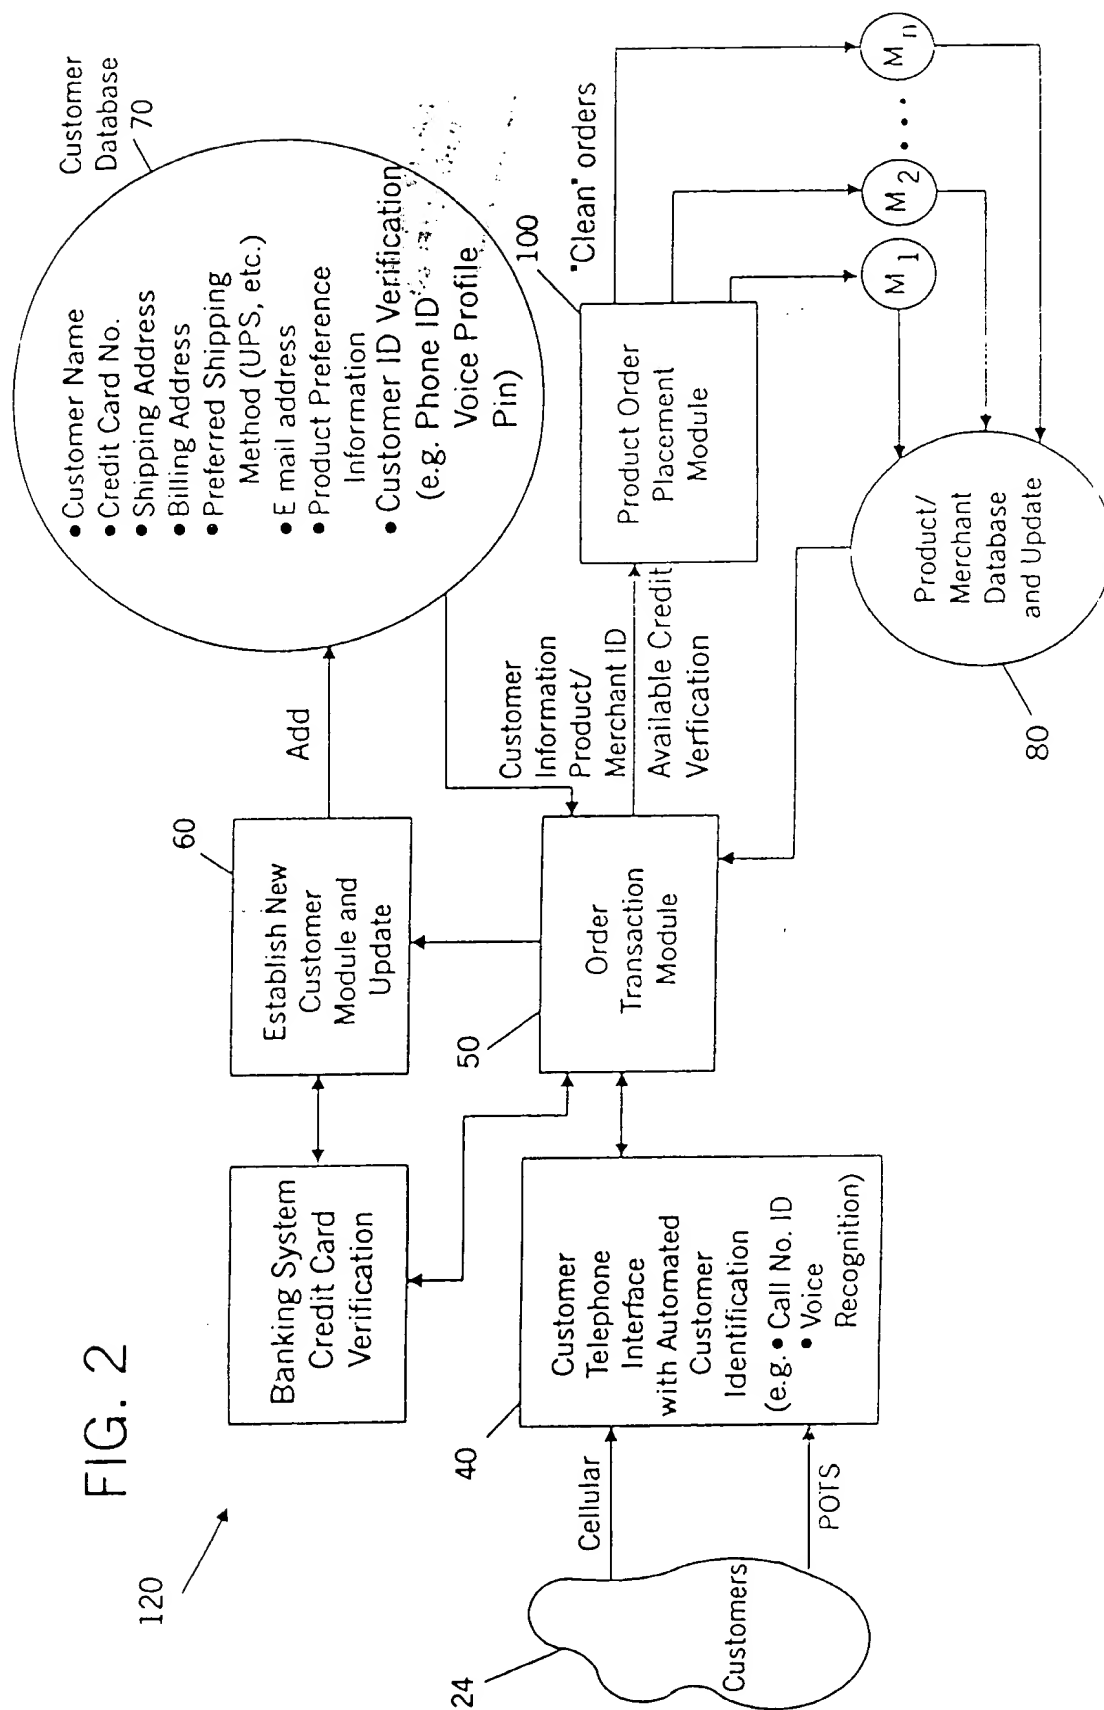 FIG. 2
120
24
Customers
Cellular
POTS
40
Customer
Telephone
Interface
with Automated
Customer
Identification
(e.g. • Call No. ID
• Voice
Recognition)
Banking System
Credit Card
Verification
60
Establish New
Customer
Module and
Update
Add
50
Order
Transaction
Module
Customer
Information
Product/
Merchant ID
Available Credit
Verfication
Customer
Database
70
• Customer Name
• Credit Card No.
• Shipping Address
• Billing Address
• Preferred Shipping
Method (UPS, etc.)
• E mail address
• Product Preference
Information
• Customer ID Verification
(e.g. Phone ID
Voice Profile
Pin)
100
Product Order
Placement
Module
"Clean" orders
M1
M2
....
Mn
Product/
Merchant
Database
and Update
80